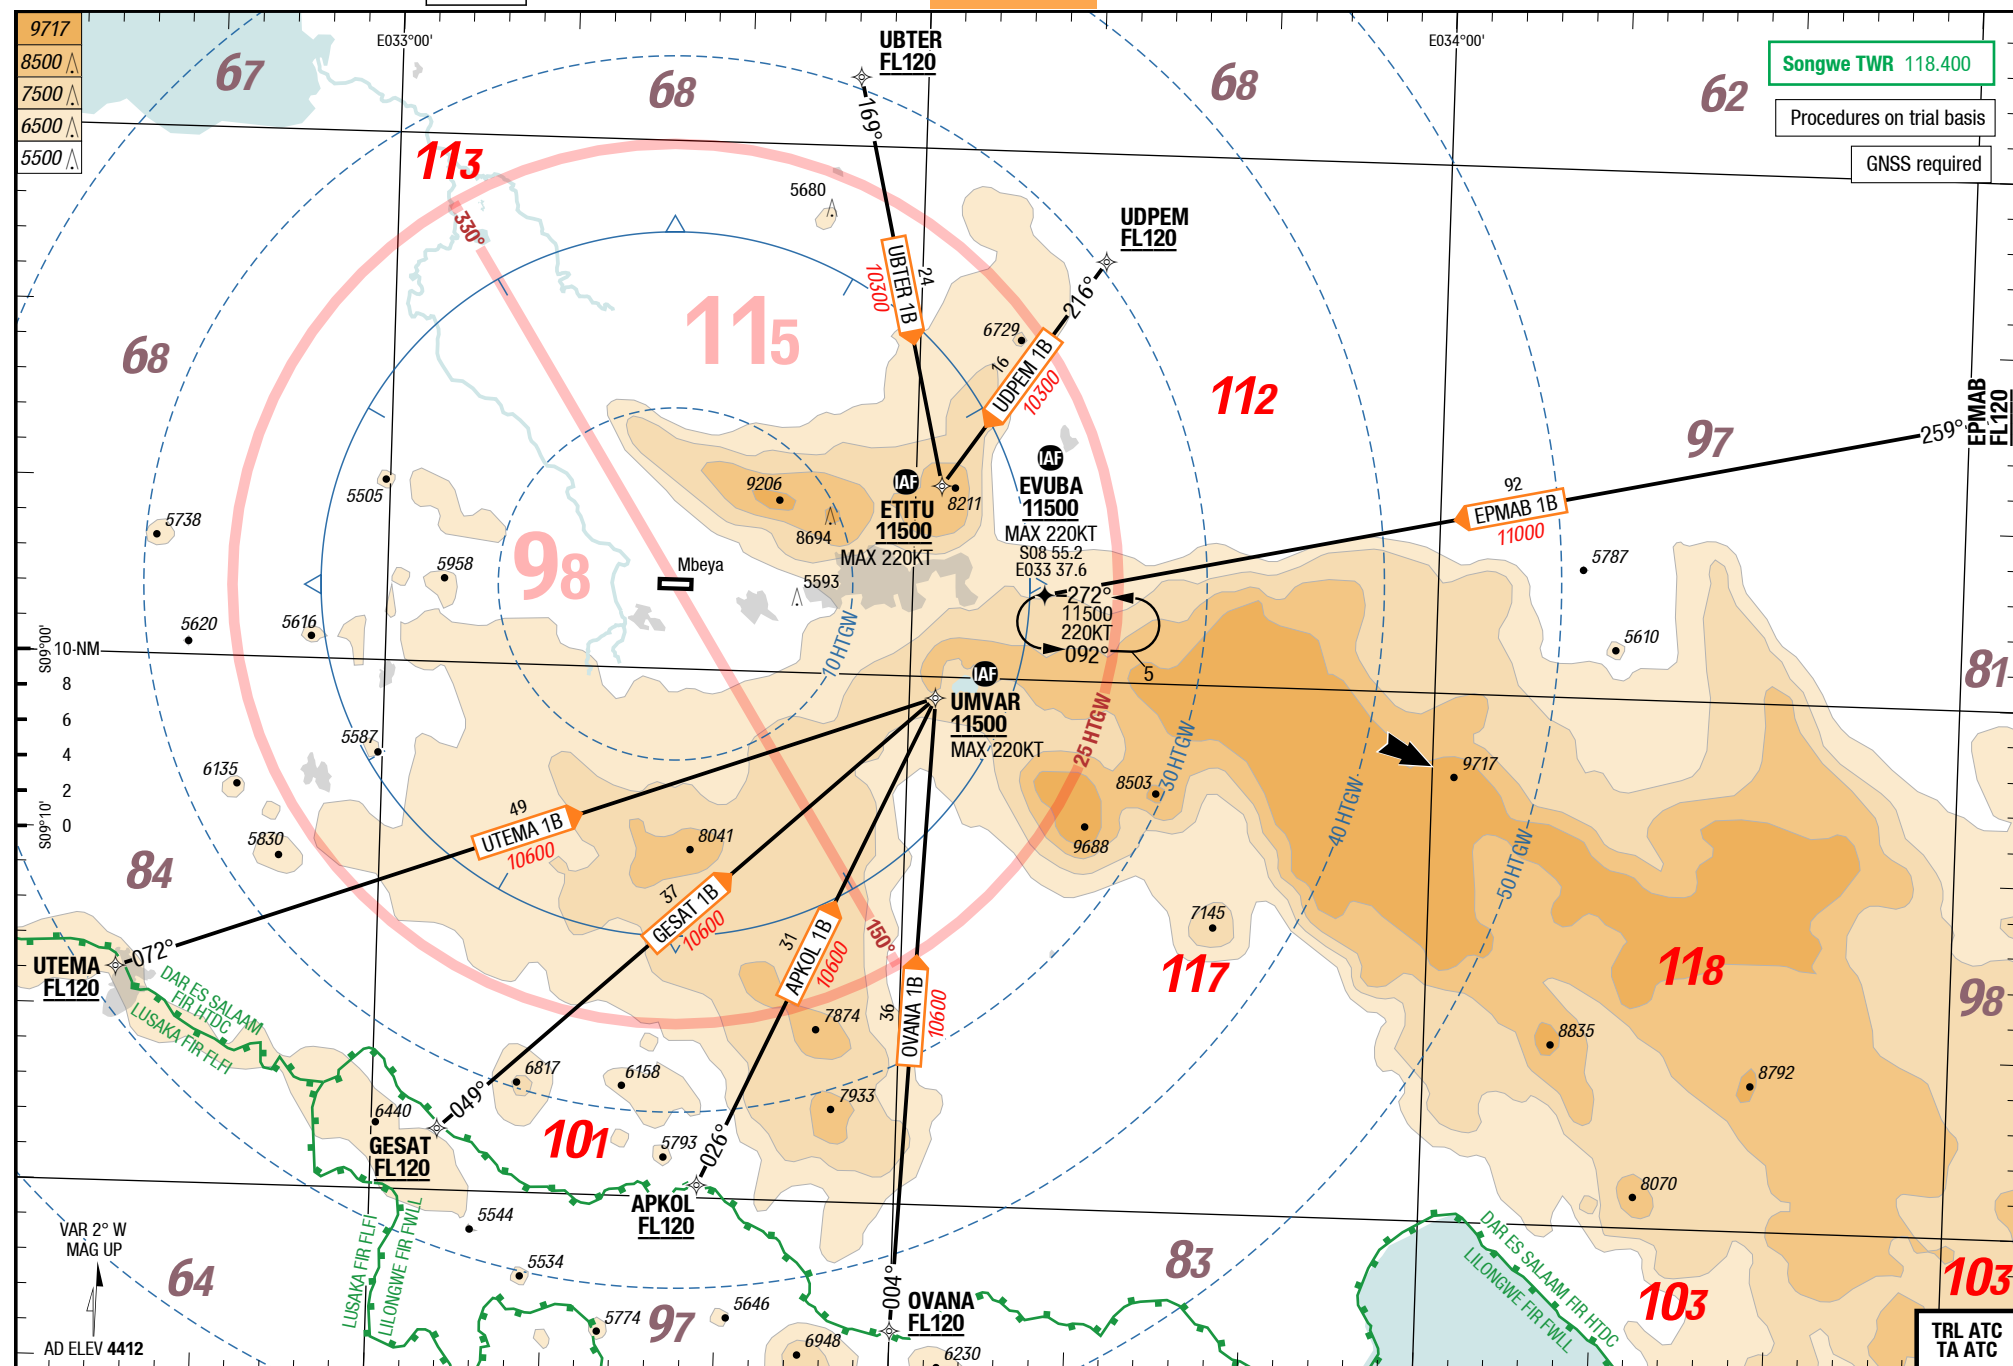 9717
8500
7500
6500
5500
E033°00'
E034°00'
UBTER
FL120
Songwe TWR 118.400
Procedures on trial basis
GNSS required
67
68
68
62
113
169°
5680
330°
UDPEM
FL120
216°
115
UBTER 1B
10300
24
6729
16
UDPEM 1B
10300
68
112
97
EPMAB
FL120
259°
92
EPMAB 1B
11000
5505
5738
9206
8694
IAF
ETITU
11500
MAX 220KT
8211
IAF
EVUBA
11500
MAX 220KT
S08 55.2
E033 37.6
5787
98
5958
Mbeya
5593
272°
11500
220KT
092°
5
5620
5616
10 HTGW
5610
81
S09°00'
10-NM
8
6
4
2
0
S09°10'
IAF
UMVAR
11500
MAX 220KT
25 HTGW
30 HTGW
40 HTGW
50 HTGW
5587
6135
5830
8503
9688
9717
49
UTEMA 1B
10600
8041
84
37
GESAT 1B
10600
31
APKOL 1B
10600
150°
36
OVANA 1B
10600
7145
117
118
98
UTEMA
FL120
072°
DAR ES SALAAM
FIR HTDC
LUSAKA FIR FLFI
7874
8835
8792
6817
6158
7933
049°
6440
GESAT
FL120
101
5793
026°
APKOL
FL120
8070
VAR 2° W
MAG UP
AD ELEV 4412
64
LUSAKA FIR FLFI
LILONGWE FIR FWLL
5544
5534
5774
97
5646
6948
004°
OVANA
FL120
6230
83
DAR ES SALAAM FIR HTDC
LILONGWE FIR FWLL
103
103
TRL ATC
TA ATC